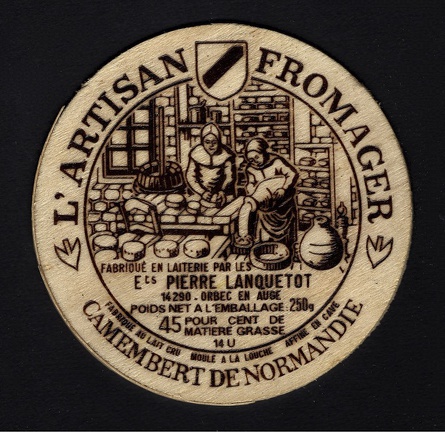 L'ARTISAN FROMAGER
FABRIQUÉ EN LAITERIE PAR LES
Ets PIERRE LANQUETOT
14290 - ORBEC EN AUGE
POIDS NET A L'EMBALLAGE: 250g
45 POUR CENT DE
MATIERE GRASSE
14 U
FABRIQUÉ AU LAIT CRU MOULÉ A LA LOUCHE AFFINÉ EN CAVE
CAMEMBERT DE NORMANDIE